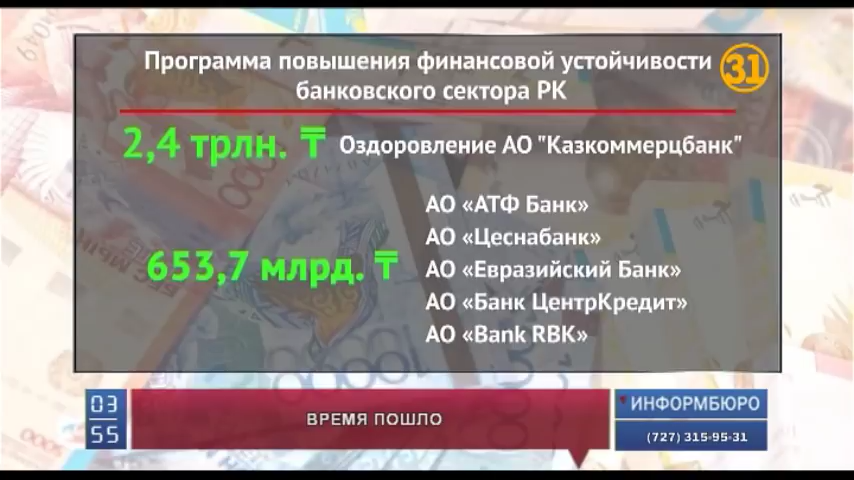 Программа повышения финансовой устойчивости
банковского сектора РК
31
2,4 трлн. ₸ Оздоровление АО "Казкоммерцбанк"
653,7 млрд. ₸
АО «АТФ Банк»
АО «Цеснабанк»
АО «Евразийский Банк»
АО «Банк ЦентрКредит»
АО «Bank RBK»
03
55
ВРЕМЯ ПОШЛО
ИНФОРМБЮРО
(727) 315-95-31